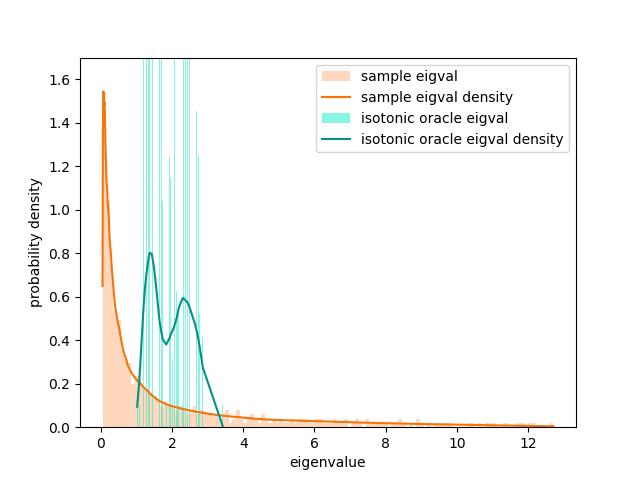 sample eigval
sample eigval density
isotonic oracle eigval
isotonic oracle eigval density
1.6
1.4
1.2
1.0
0.8
0.6
0.4
0.2
0.0
probability density
0 2 4 6 8 10 12
eigenvalue